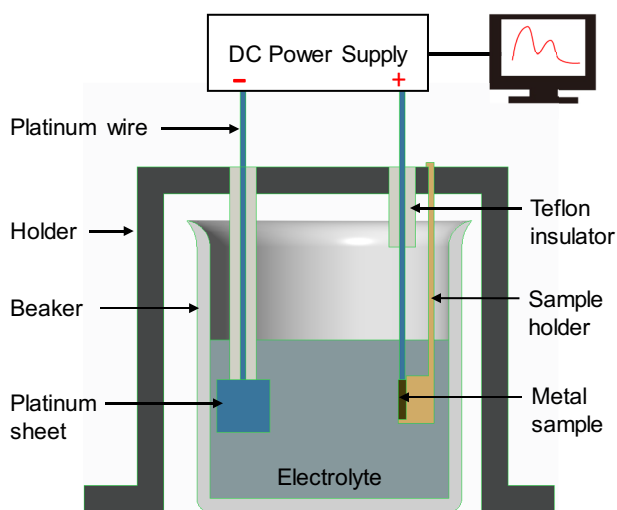 DC Power Supply
−
+
Platinum wire
Holder
Beaker
Platinum
sheet
Teflon
insulator
Sample
holder
Metal
sample
Electrolyte